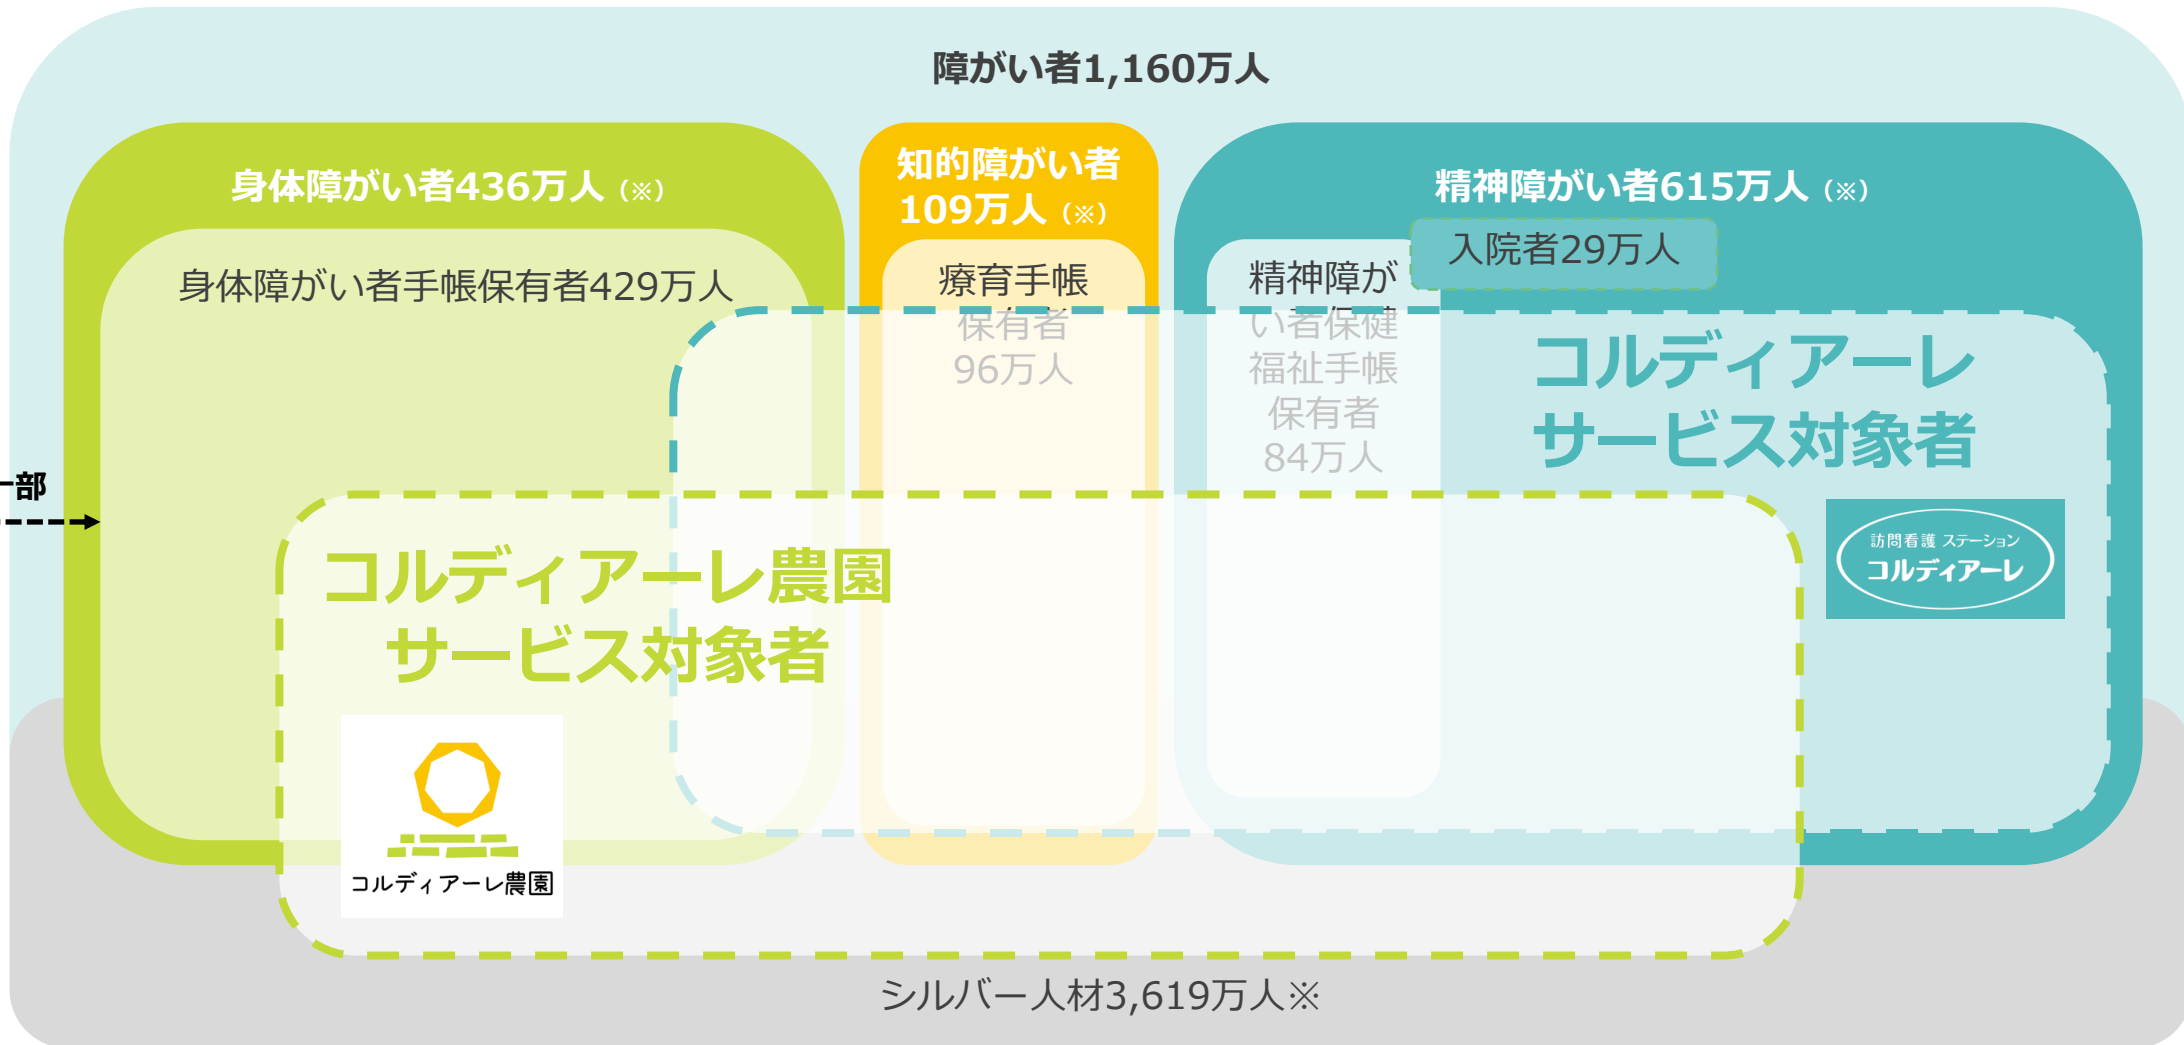 障がい者1,160万人
身体障がい者436万人（※）
知的障がい者
109万人（※）
精神障がい者615万人（※）
入院者29万人
身体障がい者手帳保有者429万人
療育手帳
保有者
96万人
精神障が
い者保健
福祉手帳
保有者
84万人
コルディアーレ
サービス対象者
訪問看護 ステーション
コルディアーレ
一部
コルディアーレ農園
サービス対象者
コルディアーレ農園
シルバー人材3,619万人※